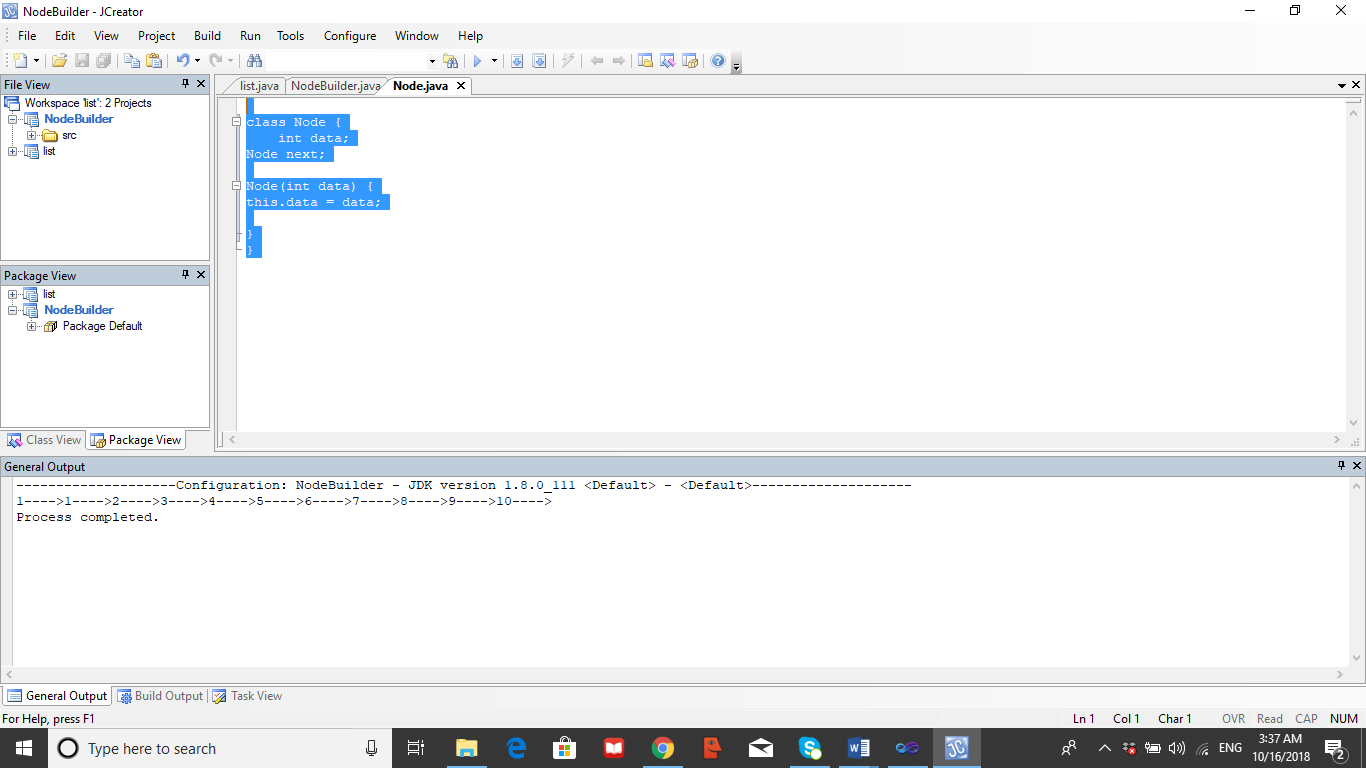 NodeBuilder - JCreator
File Edit View Project Build Run Tools Configure Window Help
File View
Workspace 'list': 2 Projects
NodeBuilder
src
list
Package View
list
NodeBuilder
Package Default
Class View Package View
list.java NodeBuilder.java Node.java
class Node {
int data;
Node next;
Node(int data) {
this.data = data;
}
}
General Output
--------------------Configuration: NodeBuilder - JDK version 1.8.0_111 <Default> - <Default>--------------------
1---->1---->2---->3---->4---->5---->6---->7---->8---->9---->10---->
Process completed.
General Output Build Output Task View
For Help, press F1 Ln 1 Col 1 Char 1 OVR Read CAP NUM
Type here to search ENG 3:37 AM
10/16/2018 2